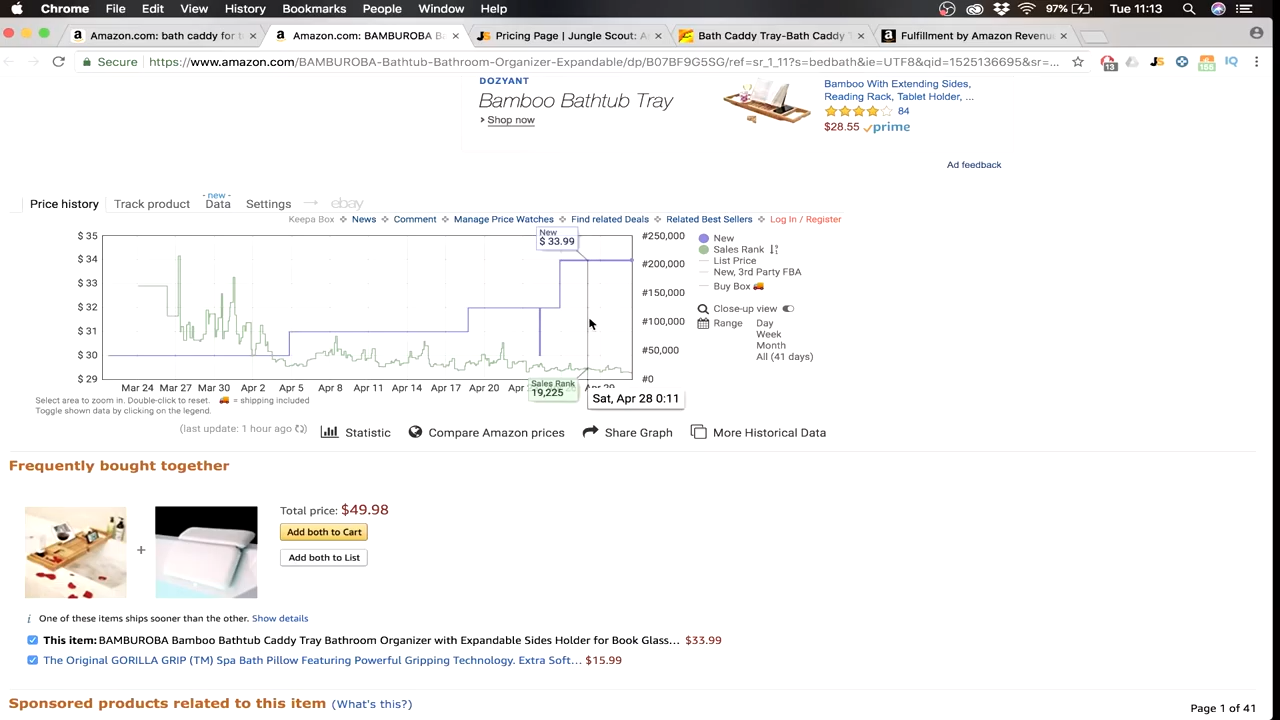 Chrome File Edit View History Bookmarks People Window Help 97% Tue 11:13
Amazon.com: bath caddy for t × Amazon.com: BAMBUROBA B × Pricing Page | Jungle Scout: A × Bath Caddy Tray-Bath Caddy T × Fulfillment by Amazon Revenu ×
Secure https://www.amazon.com/BAMBUROBA-Bathtub-Bathroom-Organizer-Expandable/dp/B07BF9G5SG/ref=sr_1_11?s=bedbath&ie=UTF8&qid=1525136695&sr=...
13 JS 155 IQ
DOZYANT
Bamboo Bathtub Tray
Shop now
Bamboo With Extending Sides,
Reading Rack, Tablet Holder, ...
84
$28.55 prime
Ad feedback
Price history Track product - new - Data Settings ebay
Keepa Box News Comment Manage Price Watches Find related Deals Related Best Sellers Log In / Register
$ 35
$ 34
$ 33
$ 32
$ 31
$ 30
$ 29
New
$ 33.99
#250,000
#200,000
#150,000
#100,000
#50,000
#0
New
Sales Rank
List Price
New, 3rd Party FBA
Buy Box
Close-up view
Range Day
Week
Month
All (41 days)
Mar 24 Mar 27 Mar 30 Apr 2 Apr 5 Apr 8 Apr 11 Apr 14 Apr 17 Apr 20 Apr 29
Sales Rank
19,225
Sat, Apr 28 0:11
Select area to zoom in. Double-click to reset. = shipping included
Toggle shown data by clicking on the legend.
(last update: 1 hour ago) Statistic Compare Amazon prices Share Graph More Historical Data
Frequently bought together
+
Total price: $49.98
Add both to Cart
Add both to List
i One of these items ships sooner than the other. Show details
This item: BAMBUROBA Bamboo Bathtub Caddy Tray Bathroom Organizer with Expandable Sides Holder for Book Glass... $33.99
The Original GORILLA GRIP (TM) Spa Bath Pillow Featuring Powerful Gripping Technology. Extra Soft... $15.99
Sponsored products related to this item (What's this?)
Page 1 of 41